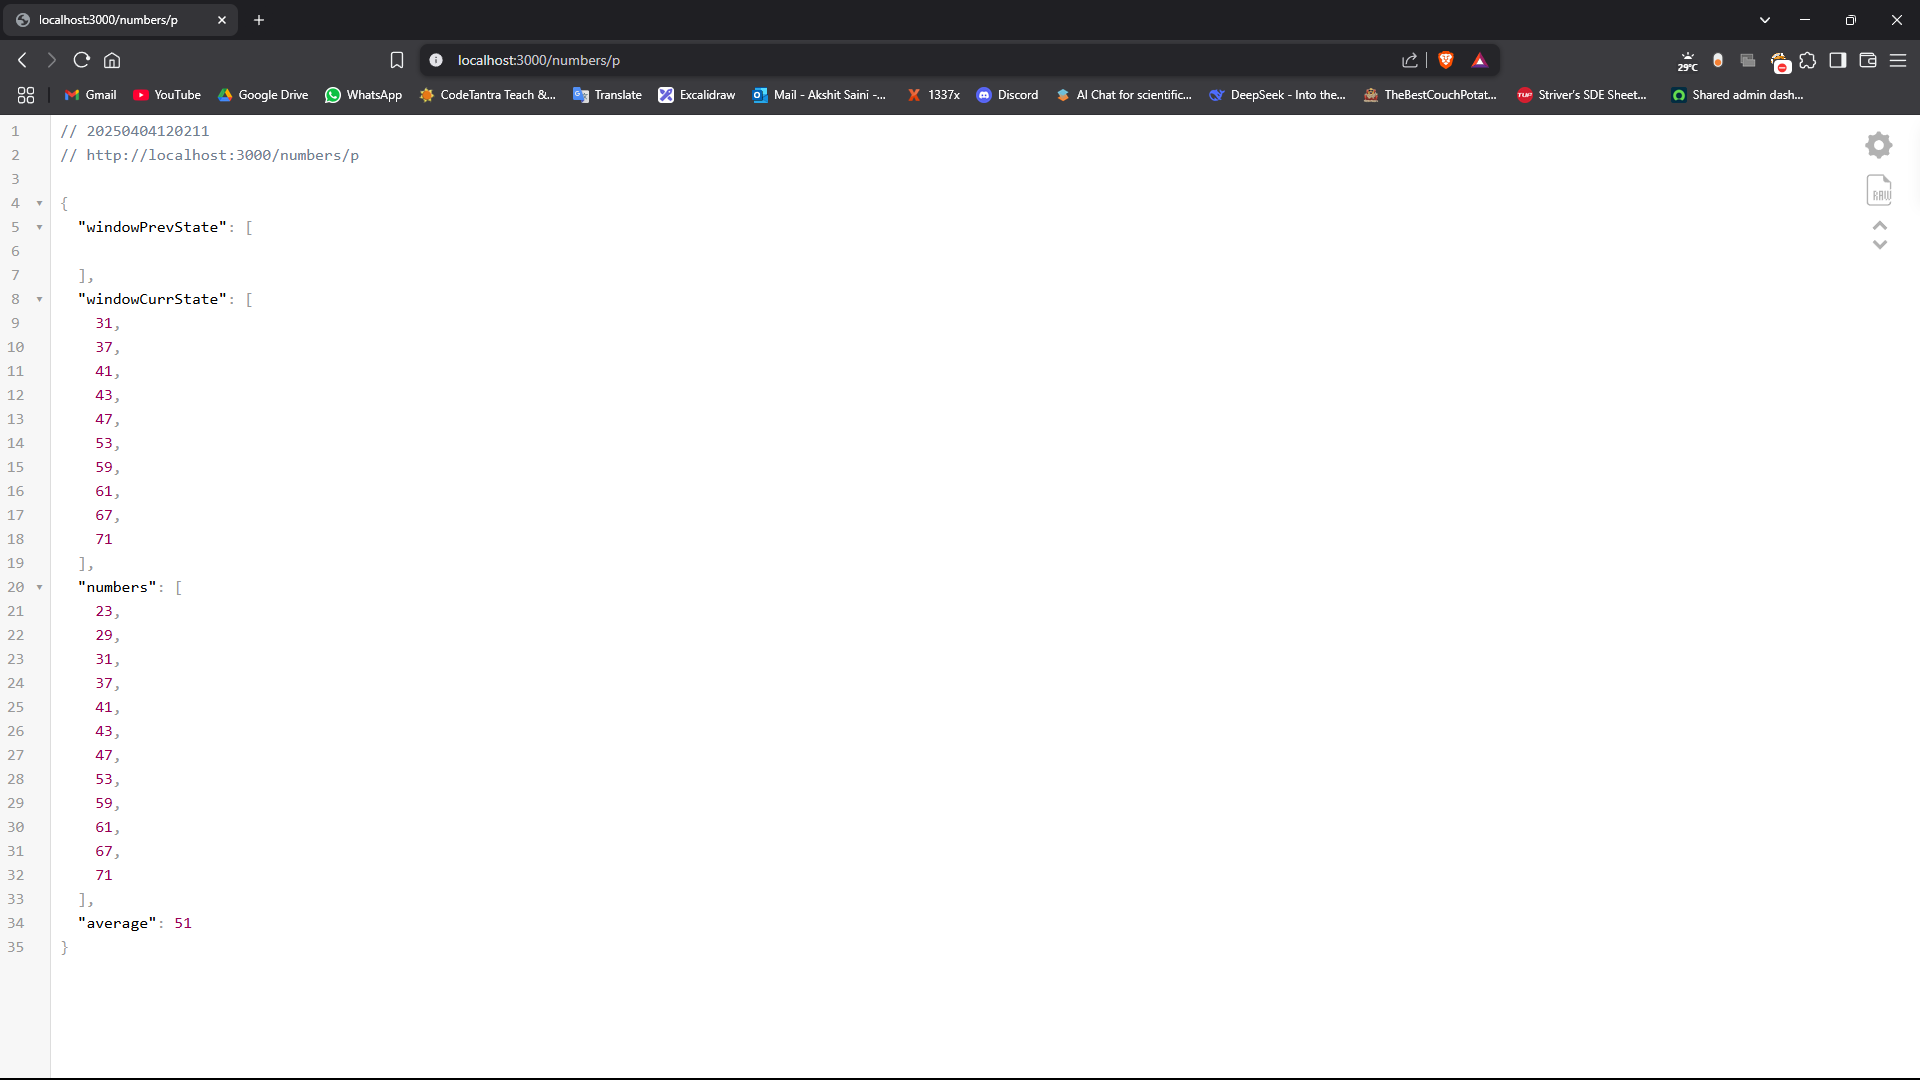 localhost:3000/numbers/p
localhost:3000/numbers/p
29°C
Gmail YouTube Google Drive WhatsApp CodeTantra Teach &... Translate Excalidraw Mail - Akshit Saini -... 1337x Discord AI Chat for scientific... DeepSeek - Into the... TheBestCouchPotat... TUF Striver's SDE Sheet... Shared admin dash...
1 // 20250404120211
2 // http://localhost:3000/numbers/p
3
4 {
5 "windowPrevState": [
6
7 ],
8 "windowCurrState": [
9 31,
10 37,
11 41,
12 43,
13 47,
14 53,
15 59,
16 61,
17 67,
18 71
19 ],
20 "numbers": [
21 23,
22 29,
23 31,
24 37,
25 41,
26 43,
27 47,
28 53,
29 59,
30 61,
31 67,
32 71
33 ],
34 "average": 51
35 }
RAW